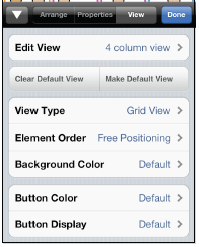 Arrange Properties View Done
Edit View 4 column view
Clear Default View Make Default View
View Type Grid View
Element Order Free Positioning
Background Color Default
Button Color Default
Button Display Default